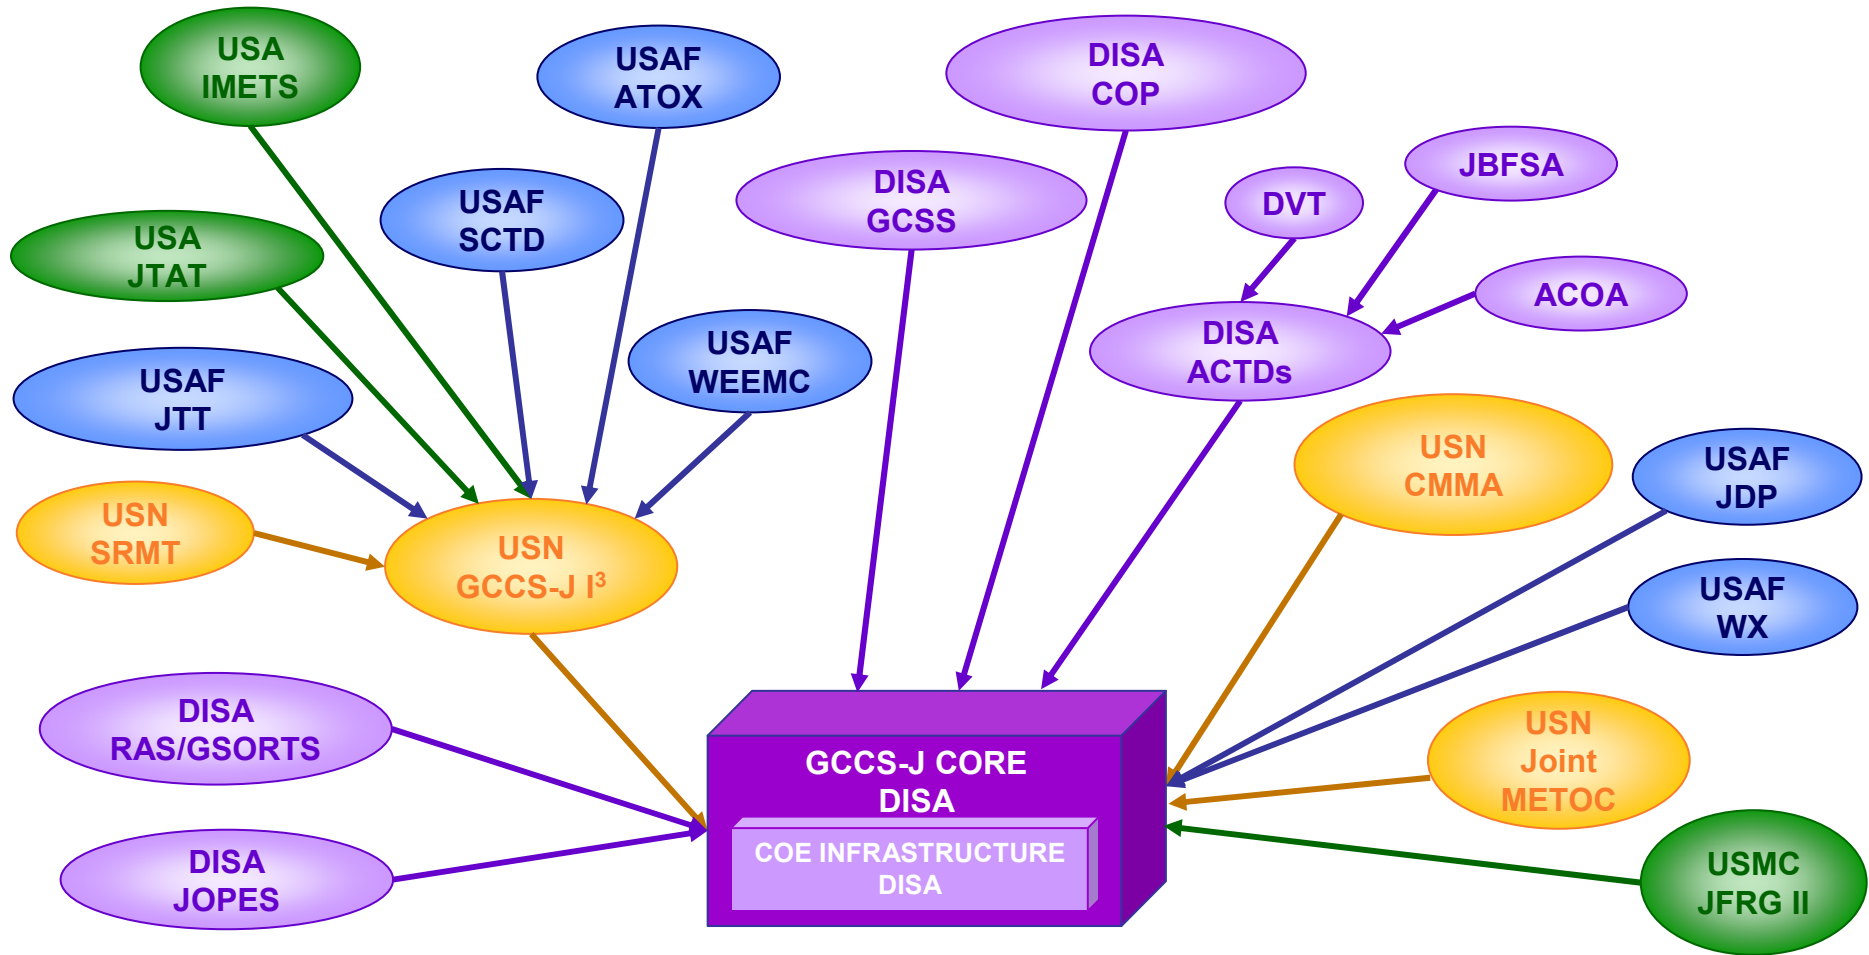 USA
IMETS
USAF
ATOX
DISA
COP
JBFSA
DVT
DISA
GCSS
USAF
SCTD
USA
JTAT
ACOA
USAF
WEEMC
DISA
ACTDs
USAF
JTT
USN
CMMA
USAF
JDP
USN
SRMT
USN
GCCS-J I³
USAF
WX
DISA
RAS/GSORTS
USN
Joint
METOC
GCCS-J CORE
DISA
COE INFRASTRUCTURE
DISA
DISA
JOPES
USMC
JFRG II